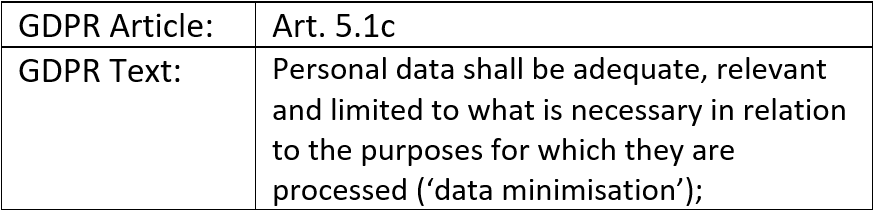 GDPR Article: Art. 5.1c
GDPR Text: Personal data shall be adequate, relevant
and limited to what is necessary in relation
to the purposes for which they are
processed (‘data minimisation’);